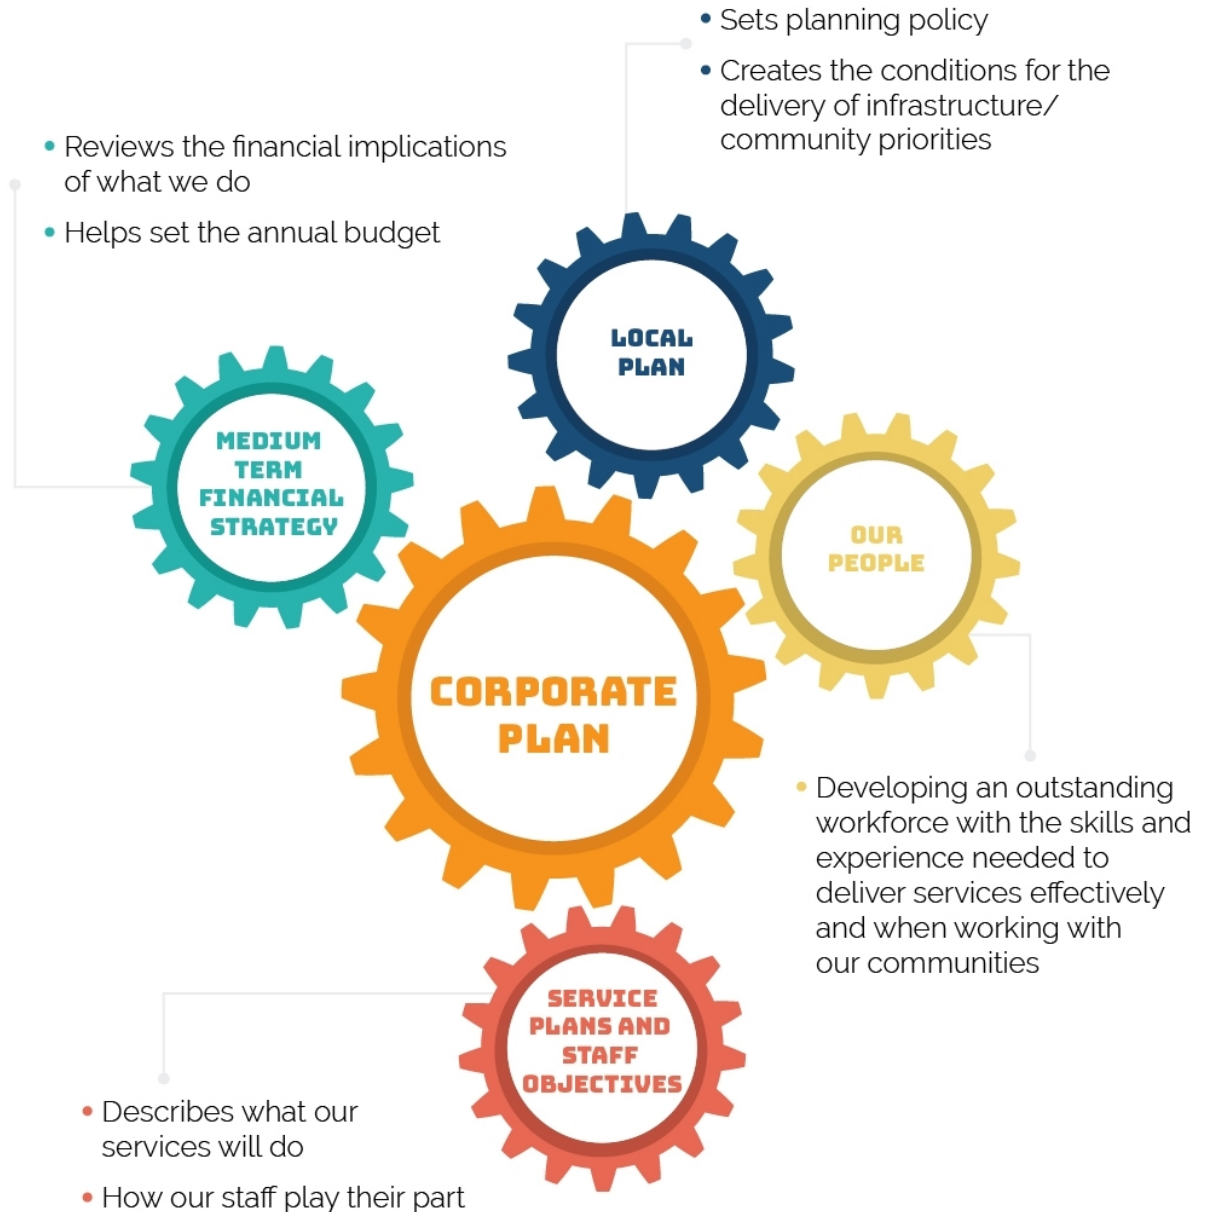 Sets planning policy
Creates the conditions for the
delivery of infrastructure/
community priorities
Reviews the financial implications
of what we do
Helps set the annual budget
LOCAL
PLAN
MEDIUM
TERM
FINANCIAL
STRATEGY
OUR
PEOPLE
CORPORATE
PLAN
Developing an outstanding
workforce with the skills and
experience needed to
deliver services effectively
and when working with
our communities
SERVICE
PLANS AND
STAFF
OBJECTIVES
Describes what our
services will do
How our staff play their part